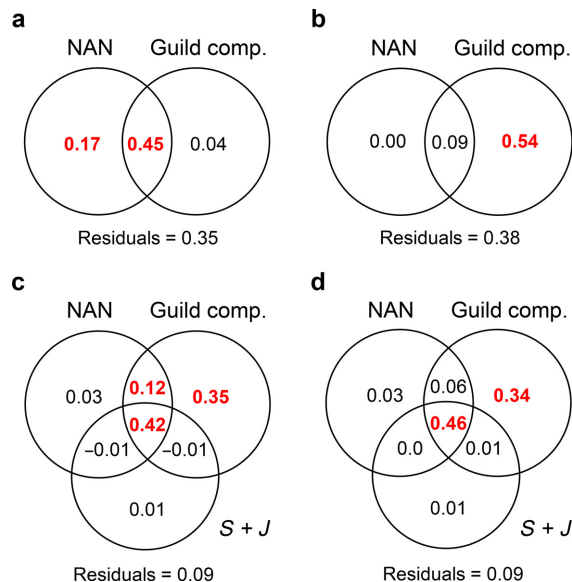 a
NAN Guild comp.
0.17 0.45 0.04
Residuals = 0.35
b
NAN Guild comp.
0.00 0.09 0.54
Residuals = 0.38
c
NAN Guild comp.
0.03 0.12 0.35
0.42
−0.01 −0.01
0.01
S + J
Residuals = 0.09
d
NAN Guild comp.
0.03 0.06 0.34
0.46
0.0 0.01
0.01
S + J
Residuals = 0.09